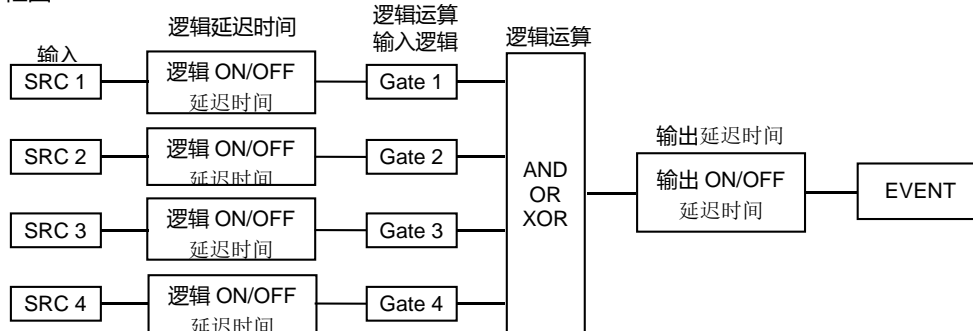 逻辑延迟时间
逻辑运算
输入逻辑
逻辑运算
输入
SRC 1
逻辑 ON/OFF
延迟时间
Gate 1
SRC 2
逻辑 ON/OFF
延迟时间
Gate 2
SRC 3
逻辑 ON/OFF
延迟时间
Gate 3
SRC 4
逻辑 ON/OFF
延迟时间
Gate 4
AND
OR
XOR
输出延迟时间
输出 ON/OFF
延迟时间
EVENT